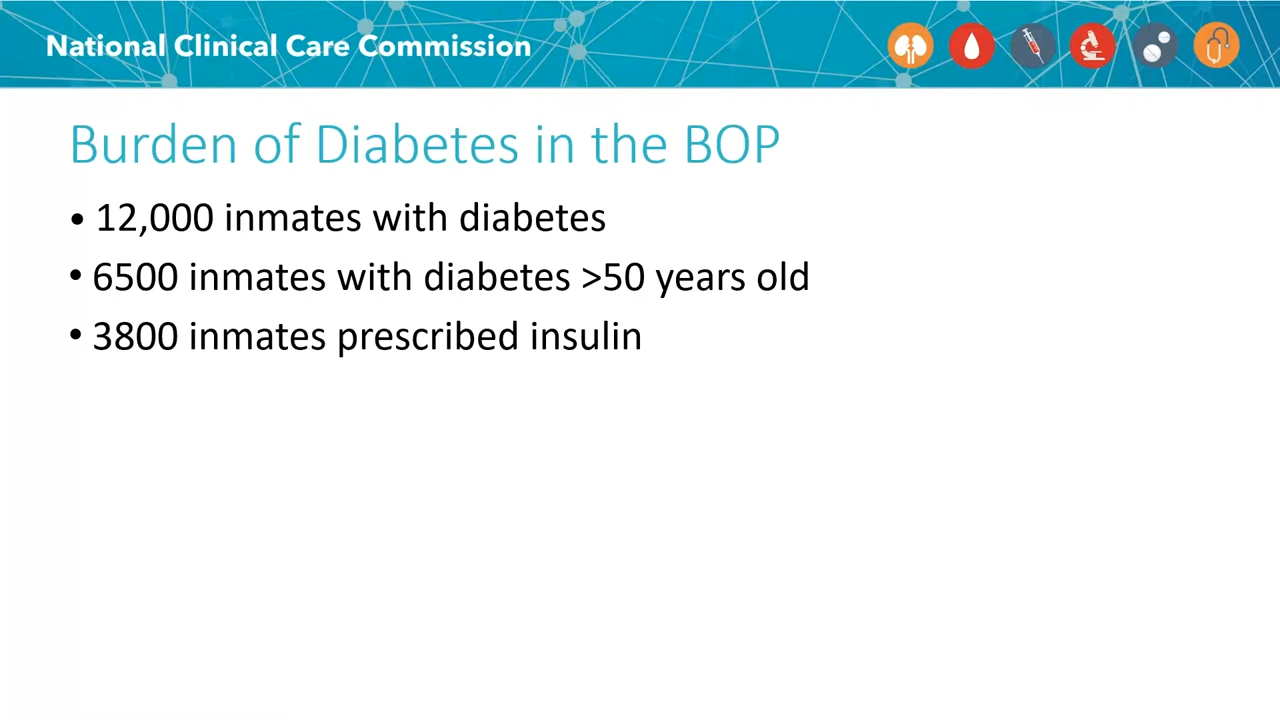 National Clinical Care Commission
Burden of Diabetes in the BOP
• 12,000 inmates with diabetes
• 6500 inmates with diabetes >50 years old
• 3800 inmates prescribed insulin